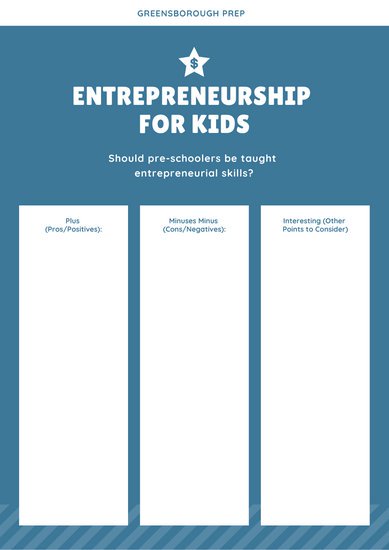 GREENSBOROUGH PREP
$
ENTREPRENEURSHIP
FOR KIDS
Should pre-schoolers be taught
entrepreneurial skills?
Plus
(Pros/Positives):
Minuses Minus
(Cons/Negatives):
Interesting (Other
Points to Consider)